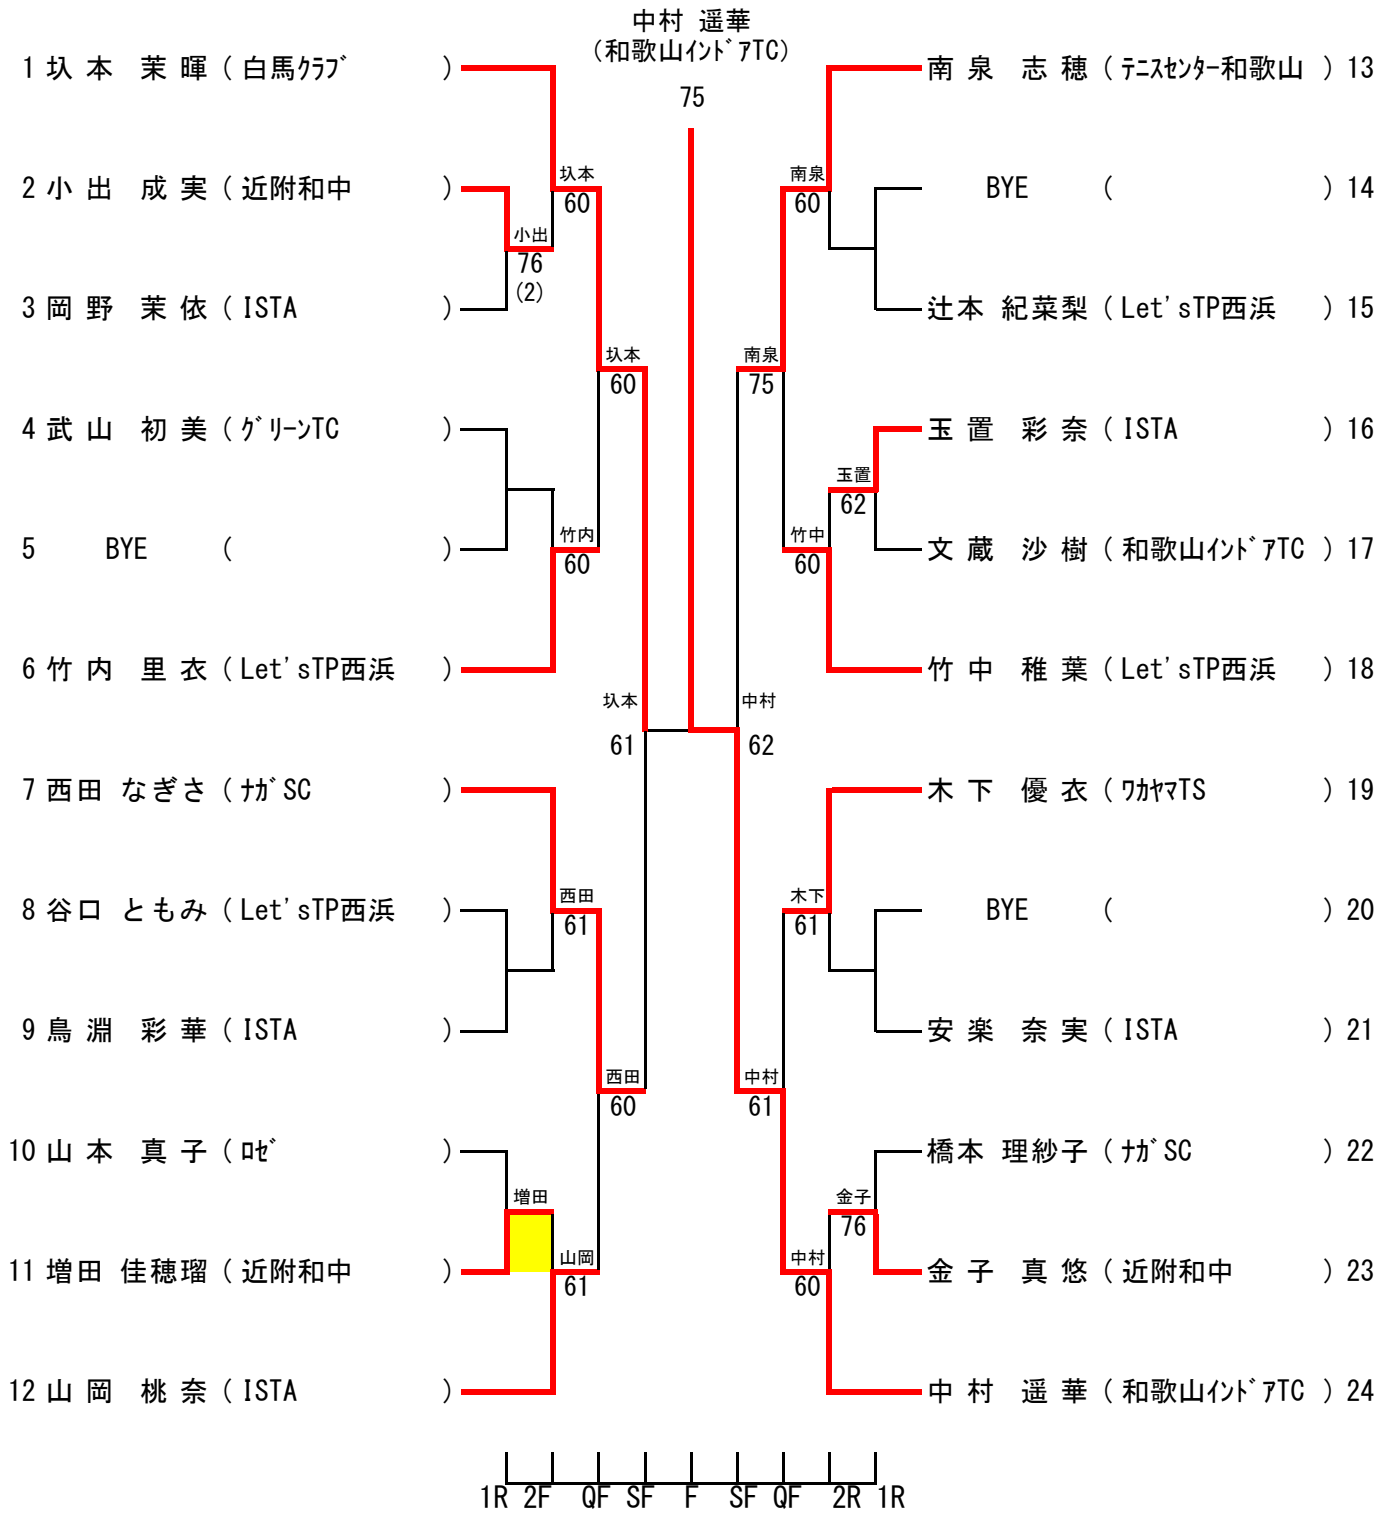 中村 遥華
(和歌山ｲﾝﾄﾞｱTC)
75
1 圦本 茉暉 ( 白馬ｸﾗﾌﾞ )
2 小出 成実 ( 近附和中 )
3 岡野 茉依 ( ISTA )
4 武山 初美 ( ｸﾞﾘｰﾝTC )
5 BYE ( )
6 竹内 里衣 ( Let'sTP西浜 )
7 西田 なぎさ ( ﾅｶﾞSC )
8 谷口 ともみ ( Let'sTP西浜 )
9 鳥淵 彩華 ( ISTA )
10 山本 真子 ( ﾛｾﾞ )
11 増田 佳穂瑠 ( 近附和中 )
12 山岡 桃奈 ( ISTA )
小出
76
(2)
増田
圦本
60
竹内
60
西田
61
山岡
61
圦本
60
西田
60
圦本
61
中村
62
南泉
75
中村
61
南泉
60
竹中
60
木下
61
中村
60
玉置
62
金子
76
南泉 志穂 ( ﾃﾆｽｾﾝﾀｰ和歌山 ) 13
BYE ( ) 14
辻本 紀菜梨 ( Let'sTP西浜 ) 15
玉置 彩奈 ( ISTA ) 16
文蔵 沙樹 ( 和歌山ｲﾝﾄﾞｱTC ) 17
竹中 稚葉 ( Let'sTP西浜 ) 18
木下 優衣 ( ﾜｶﾔﾏTS ) 19
BYE ( ) 20
安楽 奈実 ( ISTA ) 21
橋本 理紗子 ( ﾅｶﾞSC ) 22
金子 真悠 ( 近附和中 ) 23
中村 遥華 ( 和歌山ｲﾝﾄﾞｱTC ) 24
1R 2F QF SF F SF QF 2R 1R